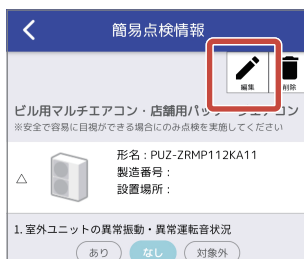 簡易点検情報
編集 削除
ビル用マルチエアコン・店舗用パッケージエアコン
※安全で容易に目視ができる場合にのみ点検を実施してください
形名：PUZ-ZRMP112KA11
△ 製造番号：
設置場所：
1. 室外ユニットの異常振動・異常運転音状況
あり なし 対象外